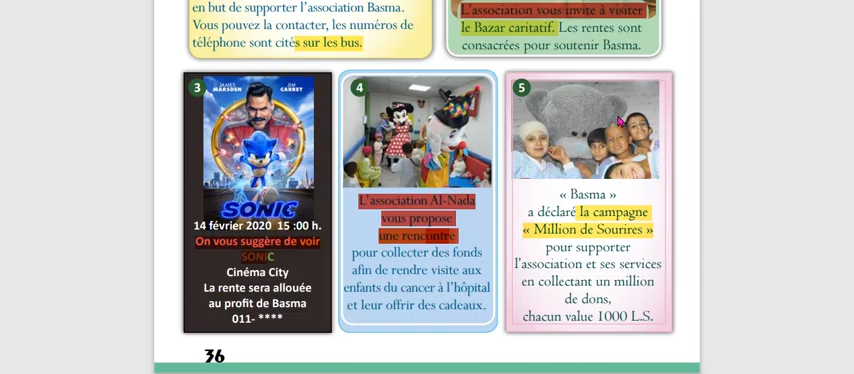 en but de supporter l'association Basma.
Vous pouvez la contacter, les numéros de
téléphone sont cités sur les bus.
L'association vous invite à visiter
le Bazar caritatif. Les rentes sont
consacrées pour soutenir Basma.
3
JAMES MARSDEN
JIM CARREY
SONIC
14 février 2020 15 :00 h.
On vous suggère de voir
SONIC
Cinéma City
La rente sera allouée
au profit de Basma
011- ****
4
L'association Al-Nada
vous propose
une rencontre
pour collecter des fonds
afin de rendre visite aux
enfants du cancer à l'hôpital
et leur offrir des cadeaux.
5
« Basma »
a déclaré la campagne
« Million de Sourires »
pour supporter
l'association et ses services
en collectant un million
de dons,
chacun value 1000 L.S.
36